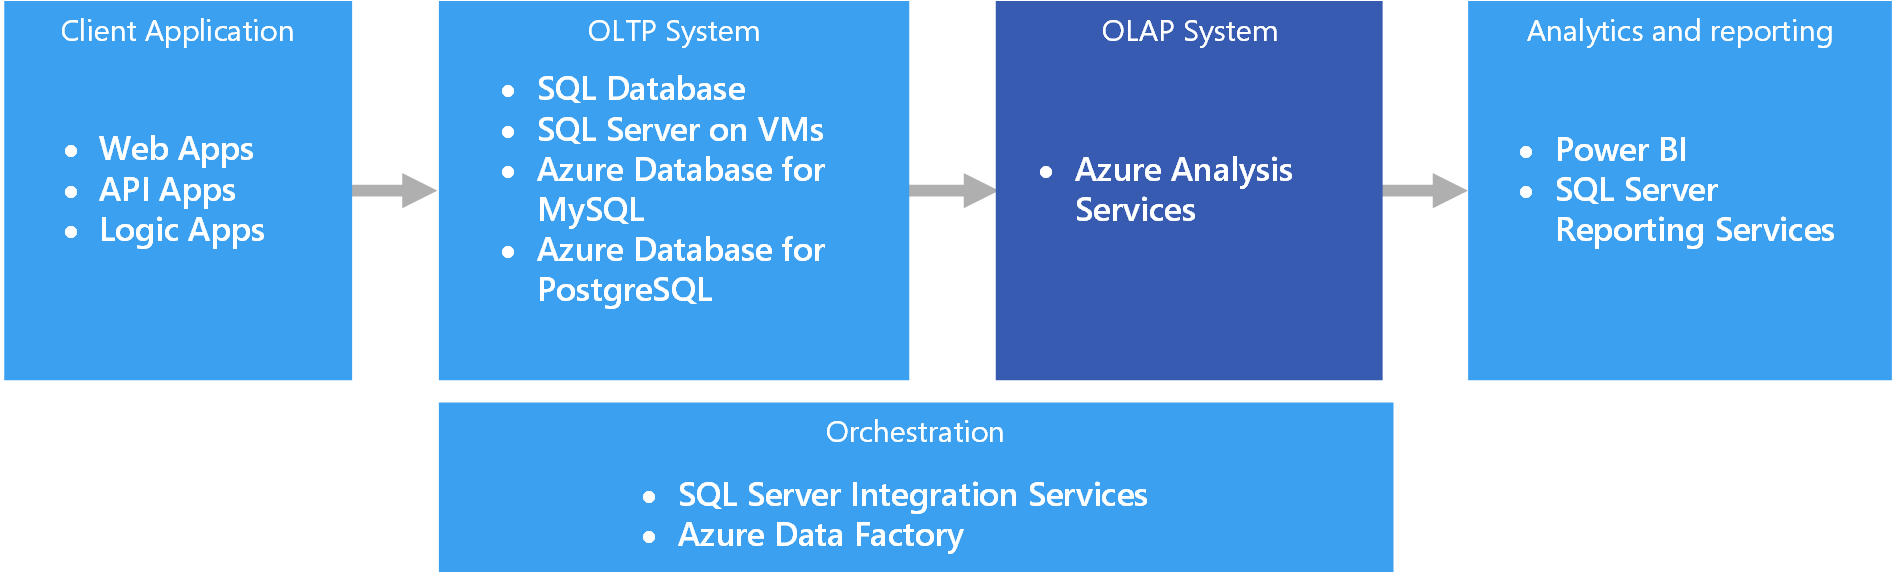 Client Application
• Web Apps
• API Apps
• Logic Apps
OLTP System
• SQL Database
• SQL Server on VMs
• Azure Database for
MySQL
• Azure Database for
PostgreSQL
OLAP System
• Azure Analysis
Services
Analytics and reporting
• Power BI
• SQL Server
Reporting Services
Orchestration
• SQL Server Integration Services
• Azure Data Factory